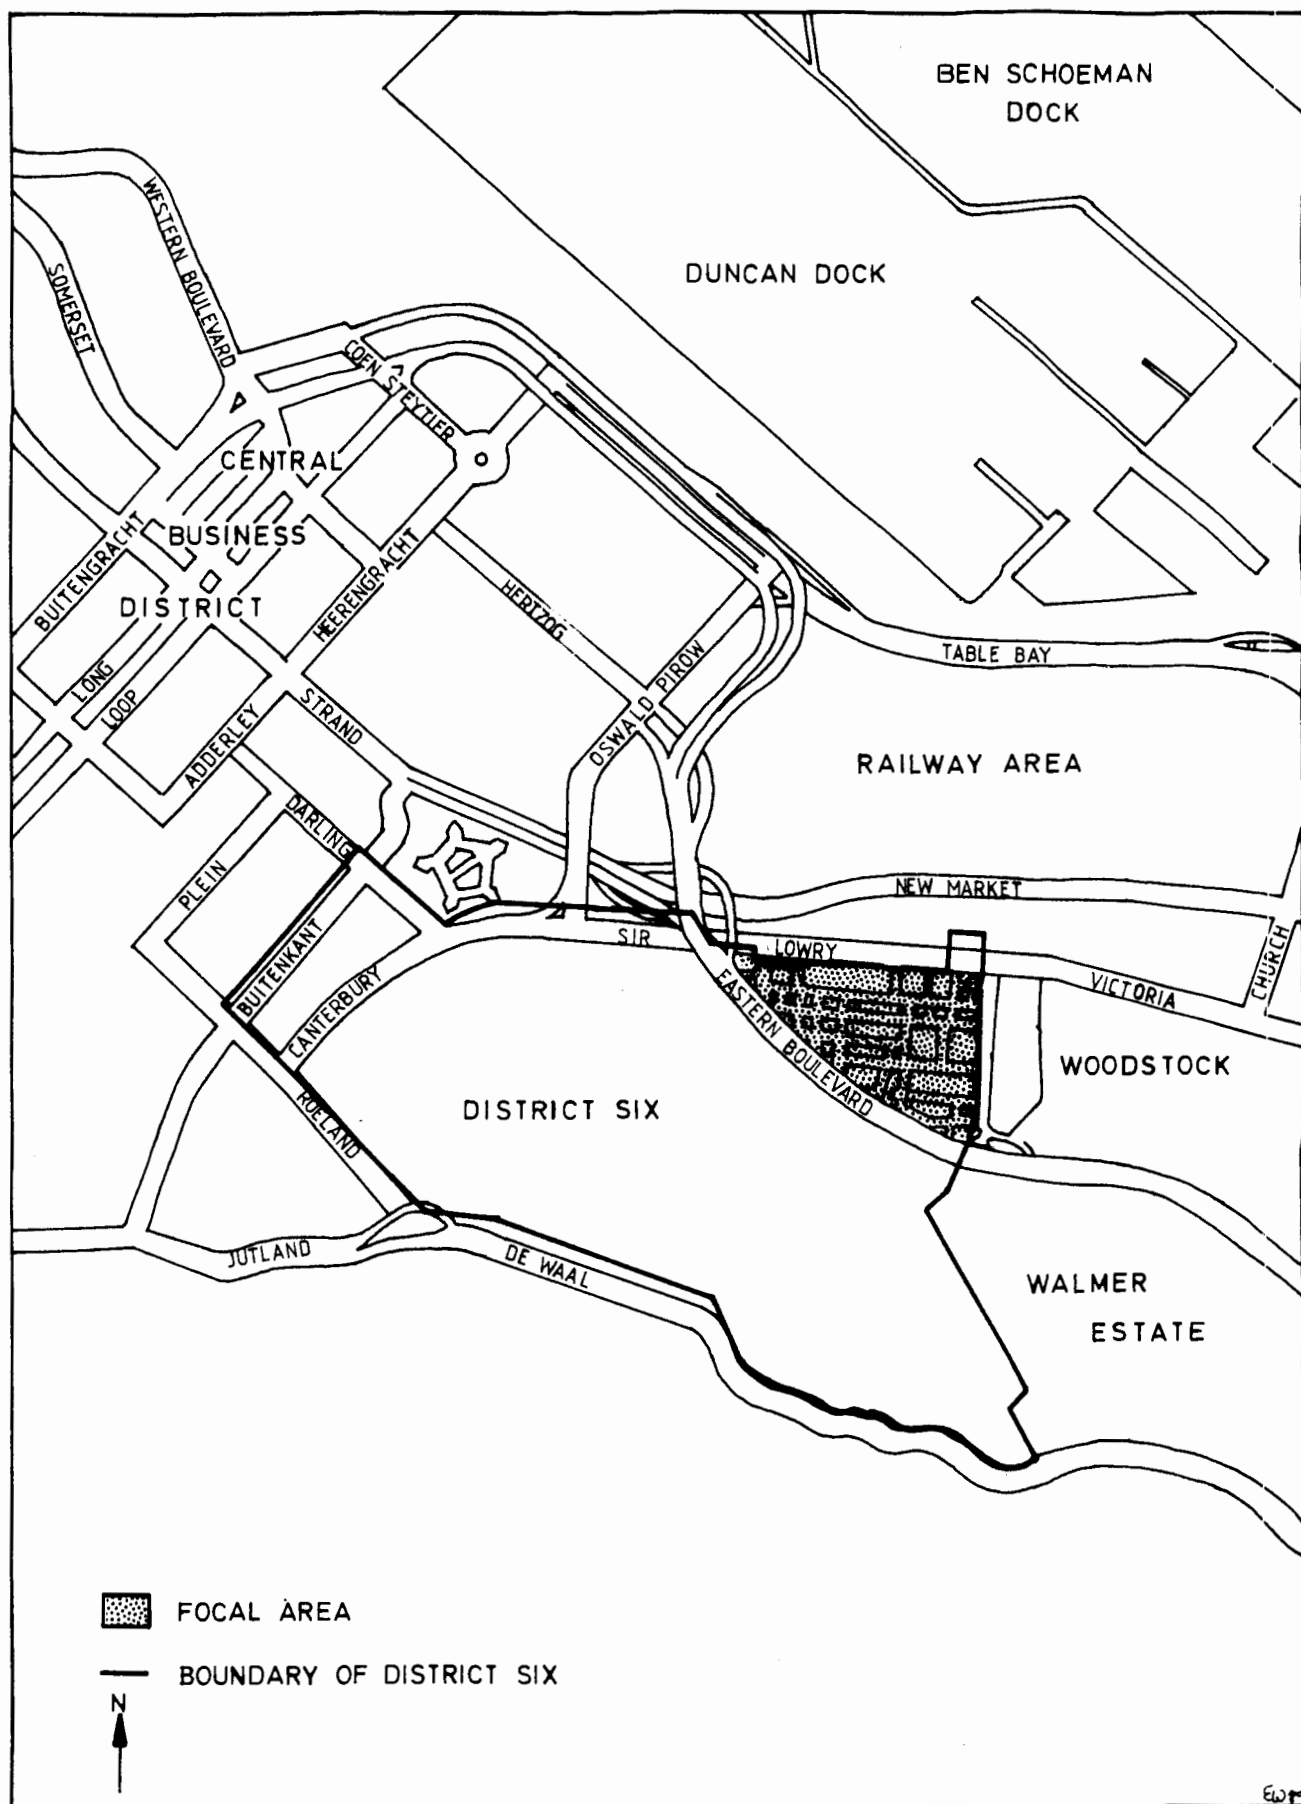 BEN SCHOEMAN
DOCK
DUNCAN DOCK
WESTERN BOULEVARD
SOMERSET
COEN STEYTLER
CENTRAL
BUSINESS
DISTRICT
BUITENGRACHT
HEERENGRACHT
HERTZOG
LONG
LOOP
ADDERLEY
STRAND
OSWALD PIROW
TABLE BAY
RAILWAY AREA
DARLING
PLEIN
NEW MARKET
BUITENKANT
CANTERBURY
SIR LOWRY
VICTORIA
CHURCH
EASTERN BOULEVARD
WOODSTOCK
ROELAND
DISTRICT SIX
JUTLAND
DE WAAL
WALMER
ESTATE
FOCAL AREA
BOUNDARY OF DISTRICT SIX
N